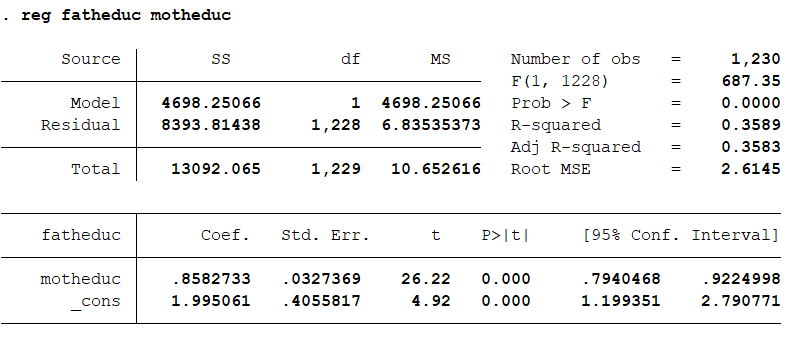 . reg fatheduc motheduc
Source SS df MS Number of obs = 1,230
F(1, 1228) = 687.35
Model 4698.25066 1 4698.25066 Prob > F = 0.0000
Residual 8393.81438 1,228 6.83535373 R-squared = 0.3589
Adj R-squared = 0.3583
Total 13092.065 1,229 10.652616 Root MSE = 2.6145
fatheduc Coef. Std. Err. t P>|t| [95% Conf. Interval]
motheduc .8582733 .0327369 26.22 0.000 .7940468 .9224998
_cons 1.995061 .4055817 4.92 0.000 1.199351 2.790771